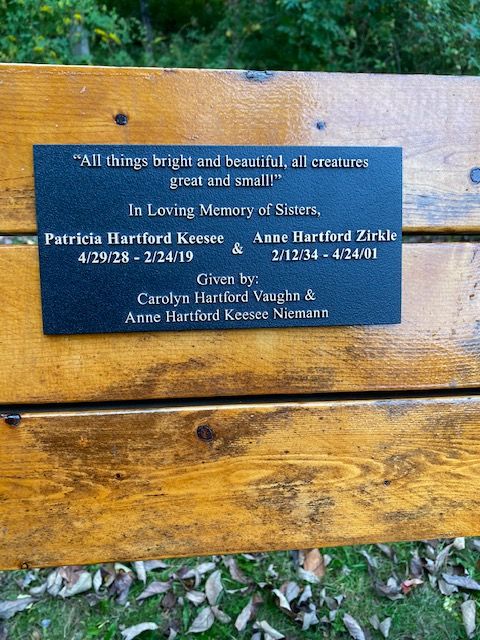 “All things bright and beautiful, all creatures
great and small!”
In Loving Memory of Sisters,
Patricia Hartford Keesee & Anne Hartford Zirkle
4/29/28 - 2/24/19 2/12/34 - 4/24/01
Given by:
Carolyn Hartford Vaughn &
Anne Hartford Keesee Niemann